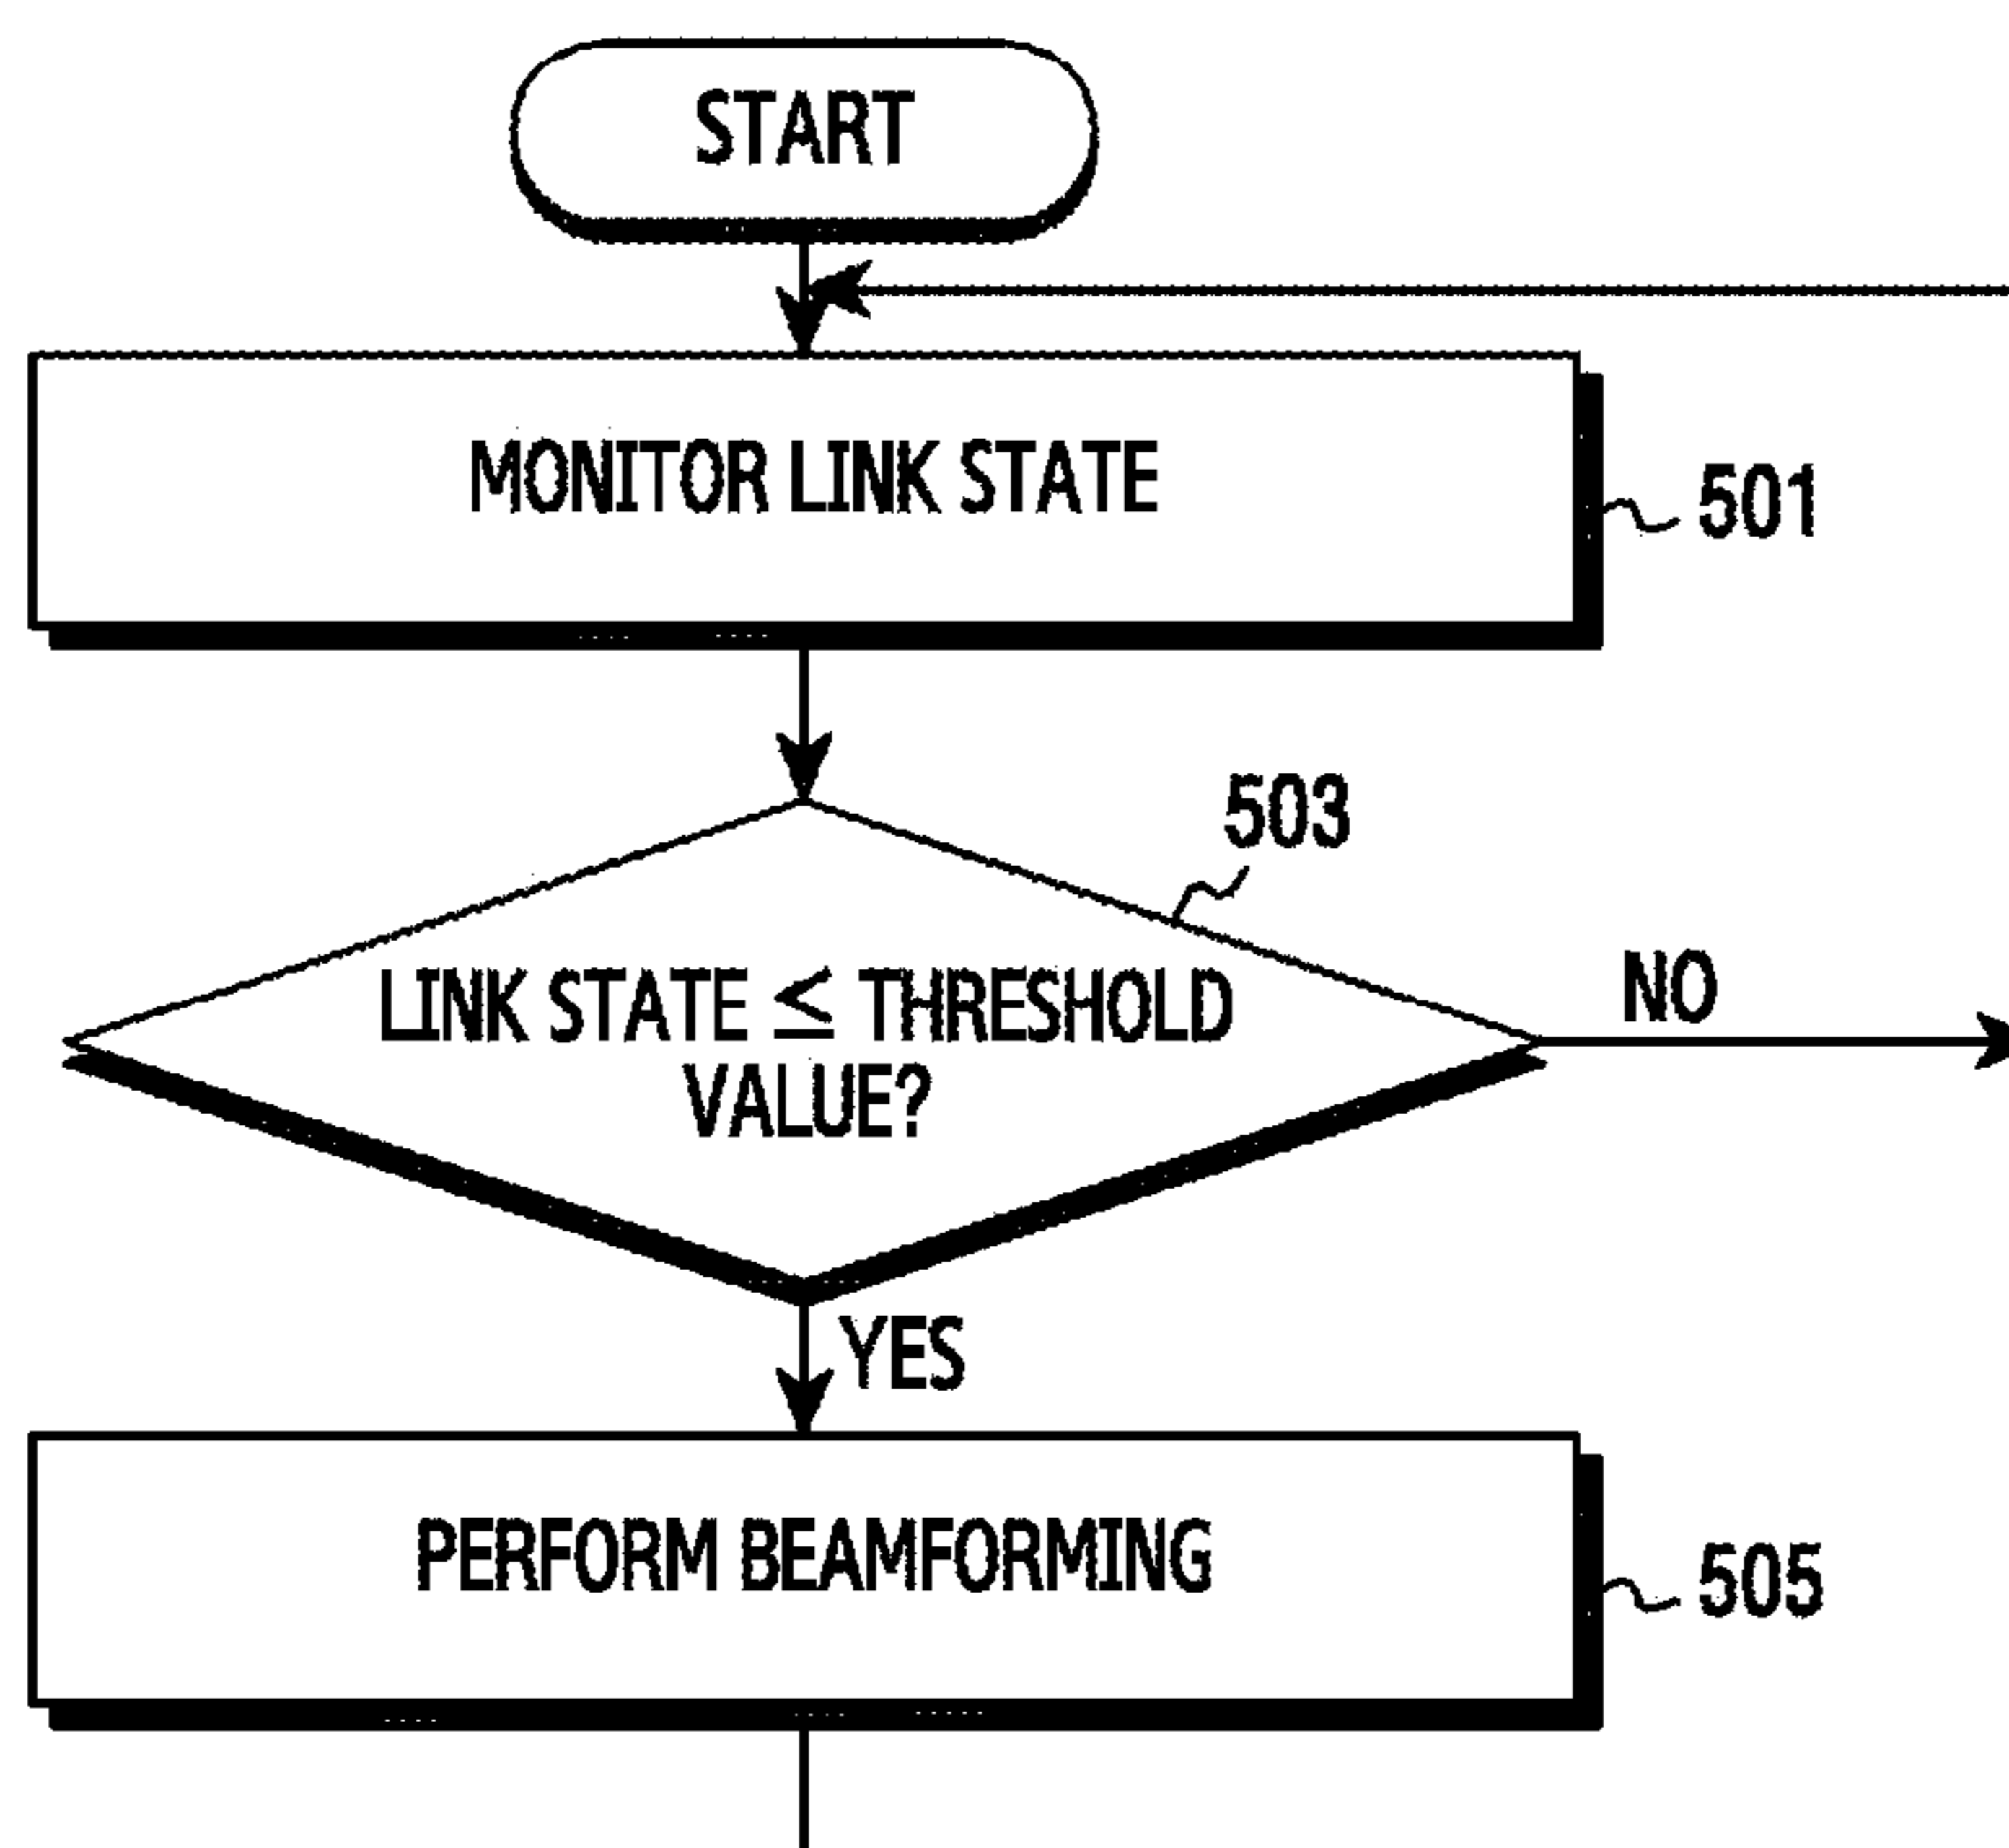 START
MONITOR LINK STATE
501
503
LINK STATE ≤ THRESHOLD
VALUE?
NO
YES
PERFORM BEAMFORMING
505